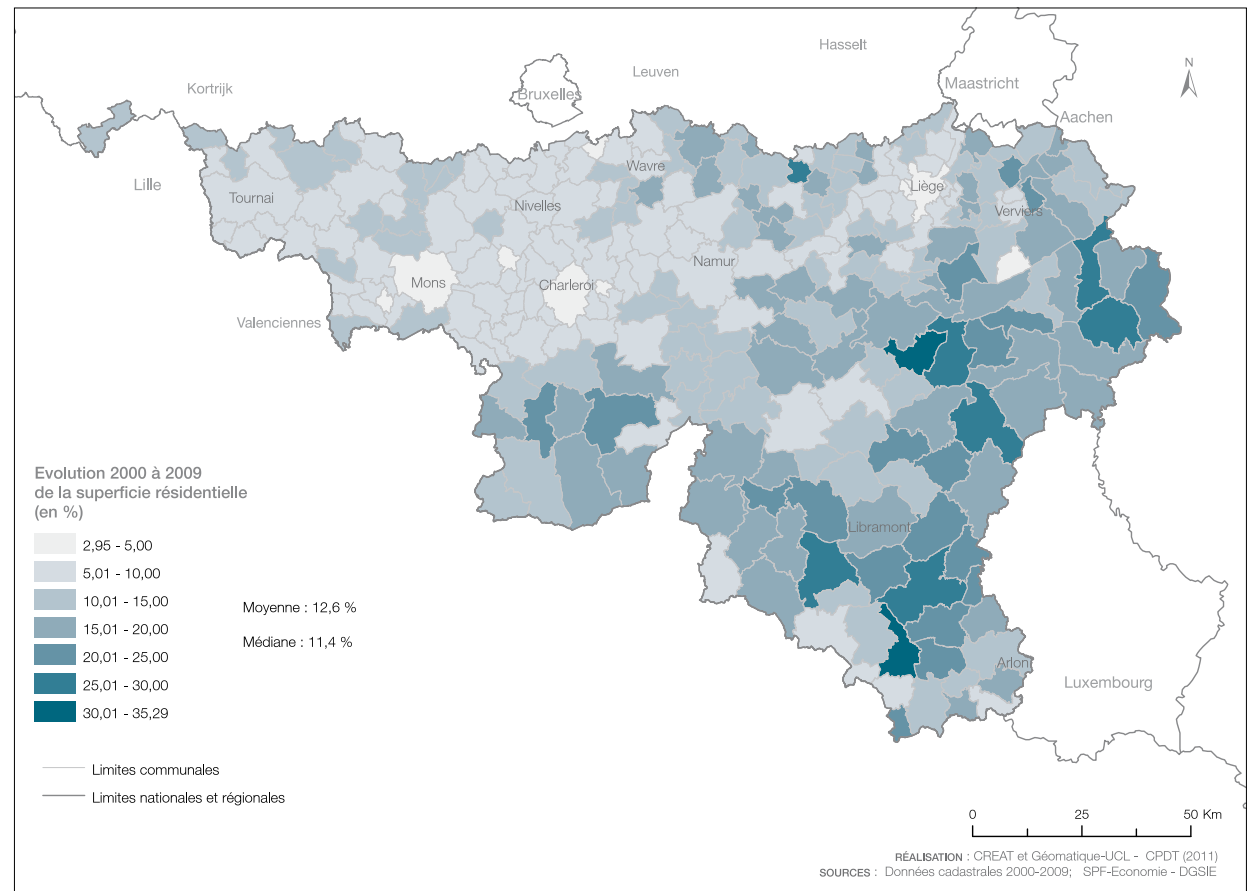 Hasselt
Leuven
Kortrijk
Bruxelles
Maastricht
N
Aachen
Lille
Wavre
Liège
Tournai
Nivelles
Verviers
Namur
Mons
Charleroi
Valenciennes
Libramont
Arlon
Luxembourg
Evolution 2000 à 2009
de la superficie résidentielle
(en %)
2,95 - 5,00
5,01 - 10,00
10,01 - 15,00
15,01 - 20,00
20,01 - 25,00
25,01 - 30,00
30,01 - 35,29
Moyenne : 12,6 %
Médiane : 11,4 %
Limites communales
Limites nationales et régionales
0 25 50 Km
RÉALISATION : CREAT et Géomatique-UCL - CPDT (2011)
SOURCES : Données cadastrales 2000-2009; SPF-Economie - DGSIE